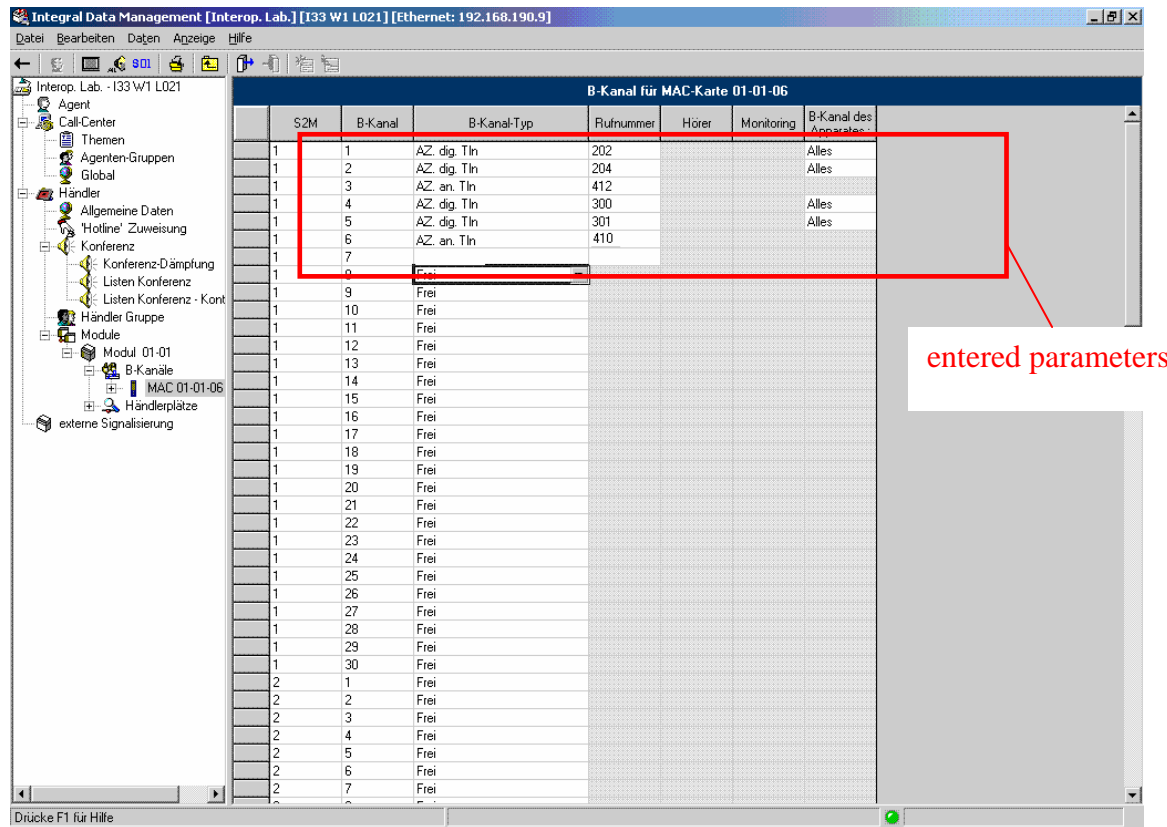 Integral Data Management [Interop. Lab.] [I33 W1 L021] [Ethernet: 192.168.190.9]
Datei Bearbeiten Daten Anzeige Hilfe
SO1
Interop. Lab. - I33 W1 L021
Agent
Call-Center
Themen
Agenten-Gruppen
Global
Händler
Allgemeine Daten
'Hotline' Zuweisung
Konferenz
Konferenz-Dämpfung
Listen Konferenz
Listen Konferenz - Kont
Händler Gruppe
Module
Modul 01-01
B-Kanäle
MAC 01-01-06
Händlerplätze
externe Signalisierung
B-Kanal für MAC-Karte 01-01-06
S2M B-Kanal B-Kanal-Typ Rufnummer Hörer Monitoring B-Kanal des Apparates :
1 1 AZ. dig. Tln 202 Alles
1 2 AZ. dig. Tln 204 Alles
1 3 AZ. an. Tln 412
1 4 AZ. dig. Tln 300 Alles
1 5 AZ. dig. Tln 301 Alles
1 6 AZ. an. Tln 410
1 7
1 8 Frei
1 9 Frei
1 10 Frei
1 11 Frei
1 12 Frei
1 13 Frei
1 14 Frei
1 15 Frei
1 16 Frei
1 17 Frei
1 18 Frei
1 19 Frei
1 20 Frei
1 21 Frei
1 22 Frei
1 23 Frei
1 24 Frei
1 25 Frei
1 26 Frei
1 27 Frei
1 28 Frei
1 29 Frei
1 30 Frei
2 1 Frei
2 2 Frei
2 3 Frei
2 4 Frei
2 5 Frei
2 6 Frei
2 7 Frei
entered parameters
Drücke F1 für Hilfe